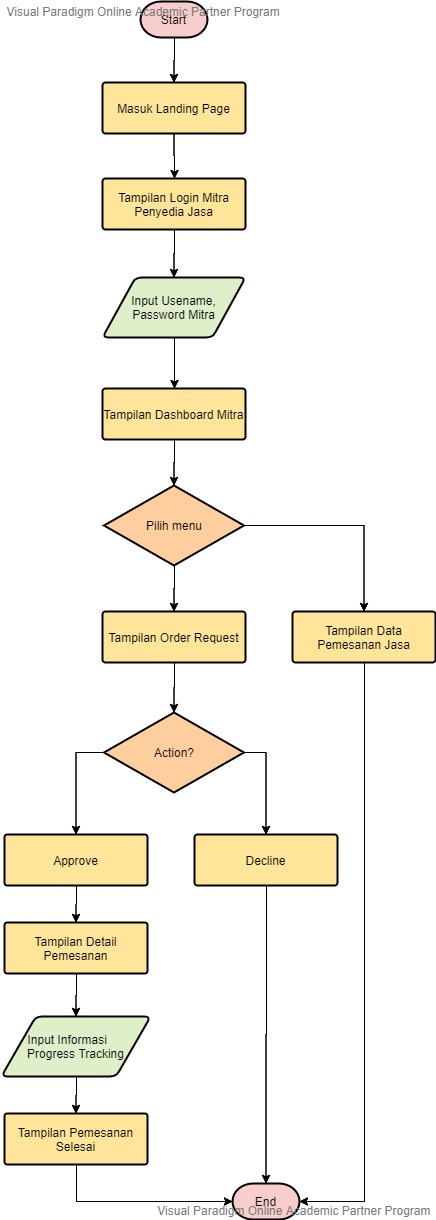 Visual Paradigm Online Academic Partner Program
Start
Masuk Landing Page
Tampilan Login Mitra
Penyedia Jasa
Input Usename,
Password Mitra
Tampilan Dashboard Mitra
Pilih menu
Tampilan Order Request
Tampilan Data
Pemesanan Jasa
Action?
Approve
Decline
Tampilan Detail
Pemesanan
Input Informasi
Progress Tracking
Tampilan Pemesanan
Selesai
End
Visual Paradigm Online Academic Partner Program